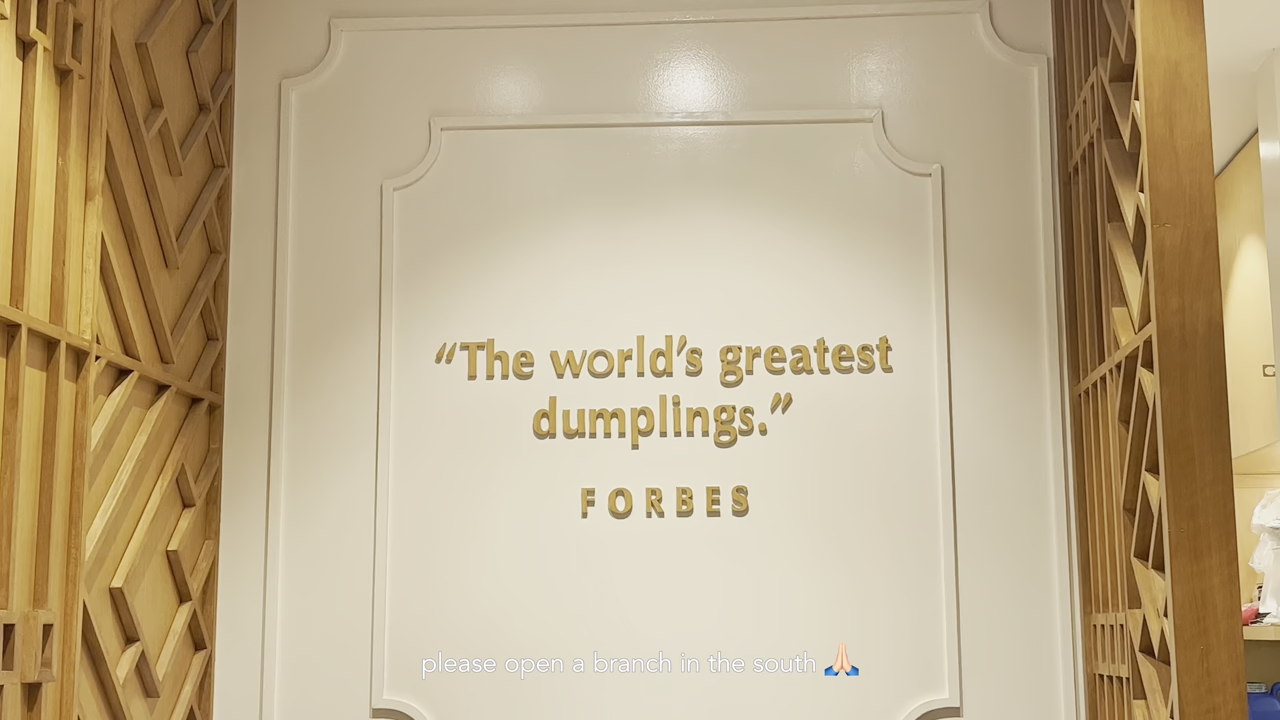 “The world’s greatest
dumplings.”
FORBES
please open a branch in the south 🙏🏻